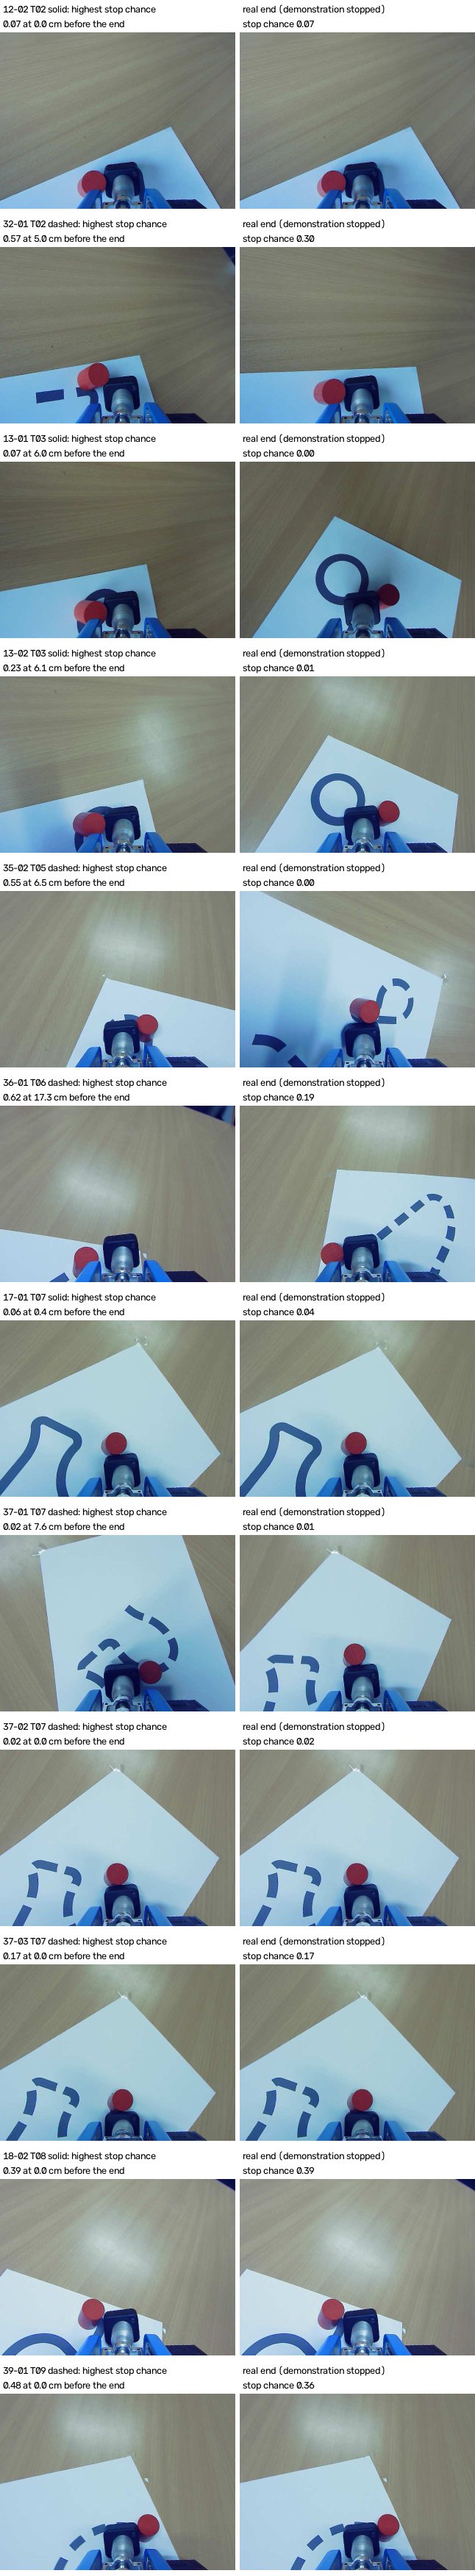 12-02 T02 solid: highest stop chance
0.07 at 0.0 cm before the end
real end (demonstration stopped)
stop chance 0.07
32-01 T02 dashed: highest stop chance
0.57 at 5.0 cm before the end
real end (demonstration stopped)
stop chance 0.30
13-01 T03 solid: highest stop chance
0.07 at 6.0 cm before the end
real end (demonstration stopped)
stop chance 0.00
13-02 T03 solid: highest stop chance
0.23 at 6.1 cm before the end
real end (demonstration stopped)
stop chance 0.01
35-02 T05 dashed: highest stop chance
0.55 at 6.5 cm before the end
real end (demonstration stopped)
stop chance 0.00
36-01 T06 dashed: highest stop chance
0.62 at 17.3 cm before the end
real end (demonstration stopped)
stop chance 0.19
17-01 T07 solid: highest stop chance
0.06 at 0.4 cm before the end
real end (demonstration stopped)
stop chance 0.04
37-01 T07 dashed: highest stop chance
0.02 at 7.6 cm before the end
real end (demonstration stopped)
stop chance 0.01
37-02 T07 dashed: highest stop chance
0.02 at 0.0 cm before the end
real end (demonstration stopped)
stop chance 0.02
37-03 T07 dashed: highest stop chance
0.17 at 0.0 cm before the end
real end (demonstration stopped)
stop chance 0.17
18-02 T08 solid: highest stop chance
0.39 at 0.0 cm before the end
real end (demonstration stopped)
stop chance 0.39
39-01 T09 dashed: highest stop chance
0.48 at 0.0 cm before the end
real end (demonstration stopped)
stop chance 0.36